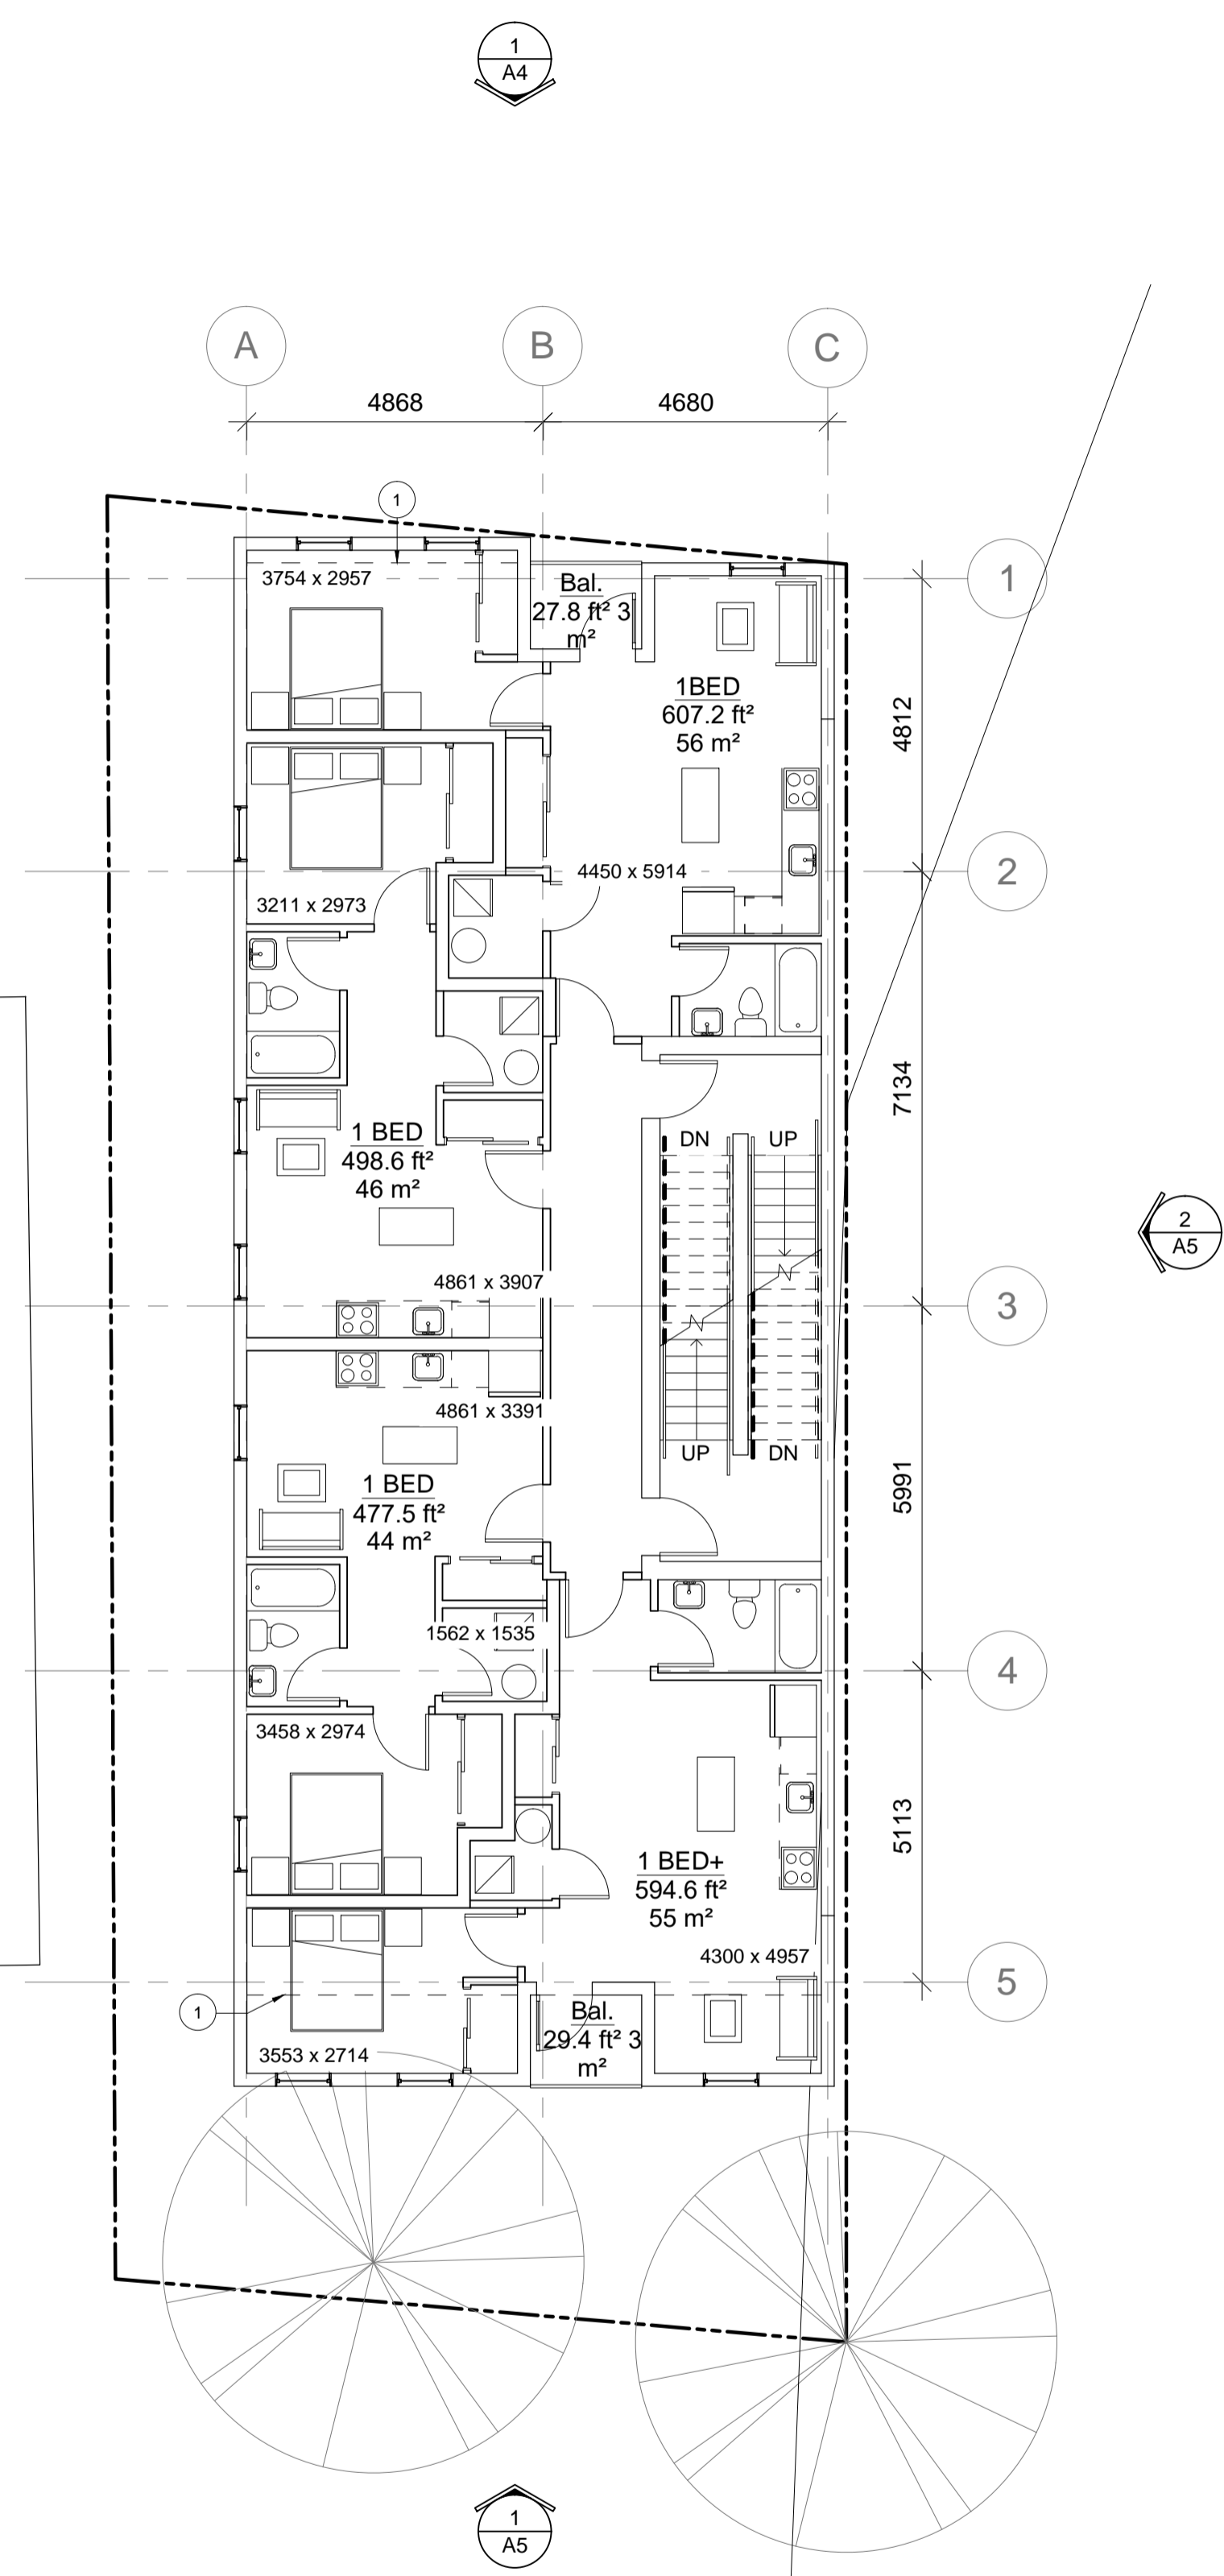 1
A4
A
B
C
4868
4680
1
3754 x 2957
Bal.
27.8 ft² 3
m²
1
1BED
607.2 ft²
56 m²
4812
4450 x 5914
2
3211 x 2973
7134
1 BED
498.6 ft²
46 m²
DN
UP
2
A5
4861 x 3907
3
4861 x 3391
UP
DN
1 BED
477.5 ft²
44 m²
5991
1562 x 1535
4
3458 x 2974
5113
1 BED+
594.6 ft²
55 m²
4300 x 4957
5
1
Bal.
29.4 ft² 3
m²
3553 x 2714
1
A5